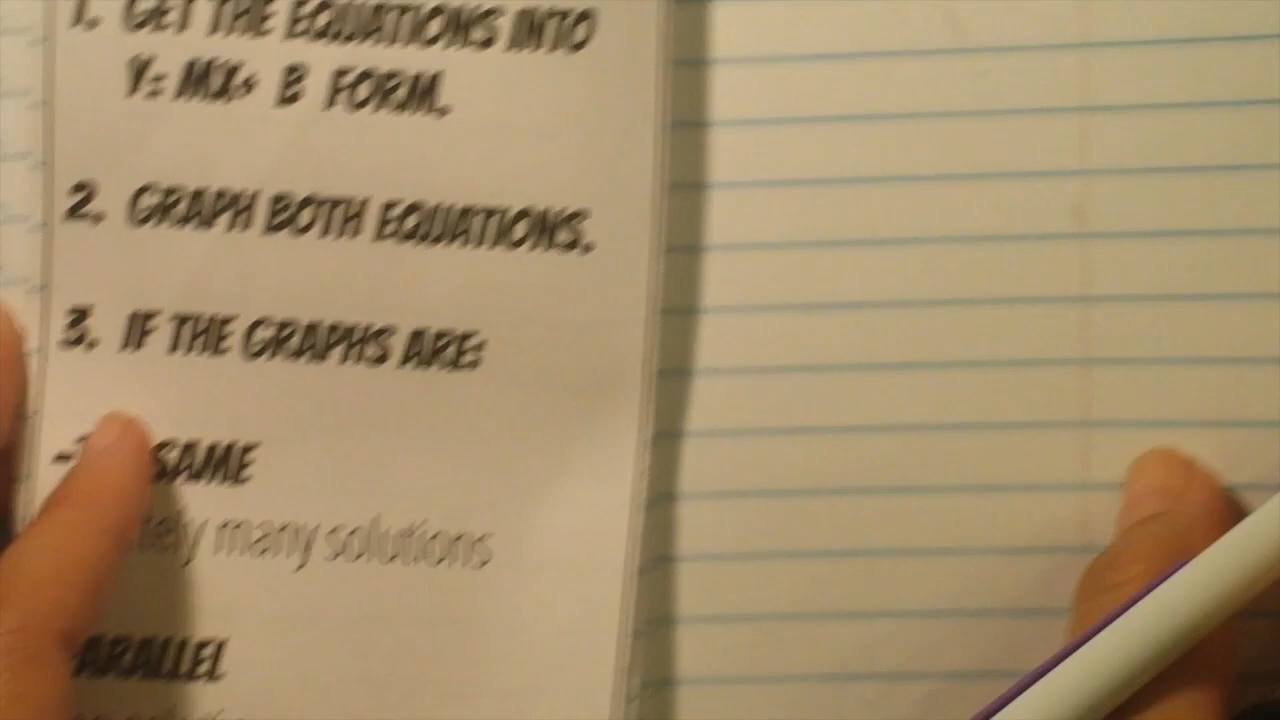 1. GET THE EQUATIONS INTO
Y= MX+ B FORM.
2. GRAPH BOTH EQUATIONS.
3. IF THE GRAPHS ARE:
SAME
many solutions